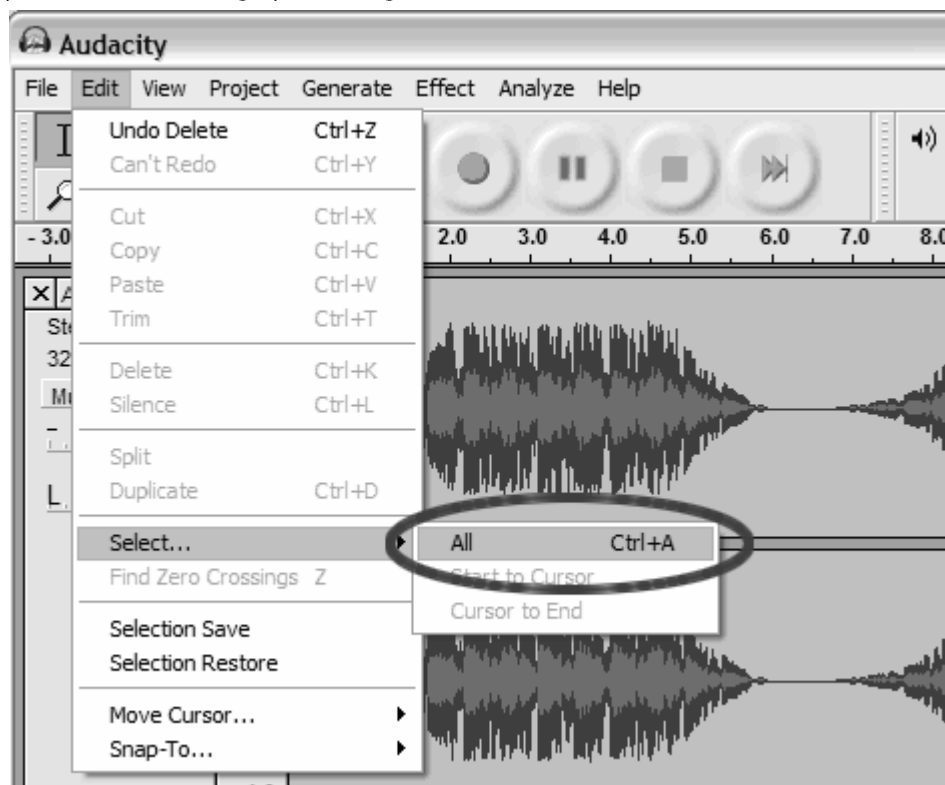 Audacity
File Edit View Project Generate Effect Analyze Help
Undo Delete Ctrl+Z
Can't Redo Ctrl+Y
Cut Ctrl+X
Copy Ctrl+C
Paste Ctrl+V
Trim Ctrl+T
Delete Ctrl+K
Silence Ctrl+L
Split
Duplicate Ctrl+D
Select...
All Ctrl+A
Start to Cursor
Cursor to End
Find Zero Crossings Z
Selection Save
Selection Restore
Move Cursor...
Snap-To...
- 3.0 2.0 3.0 4.0 5.0 6.0 7.0 8.0
X A
Ste
32
Mu
-
L